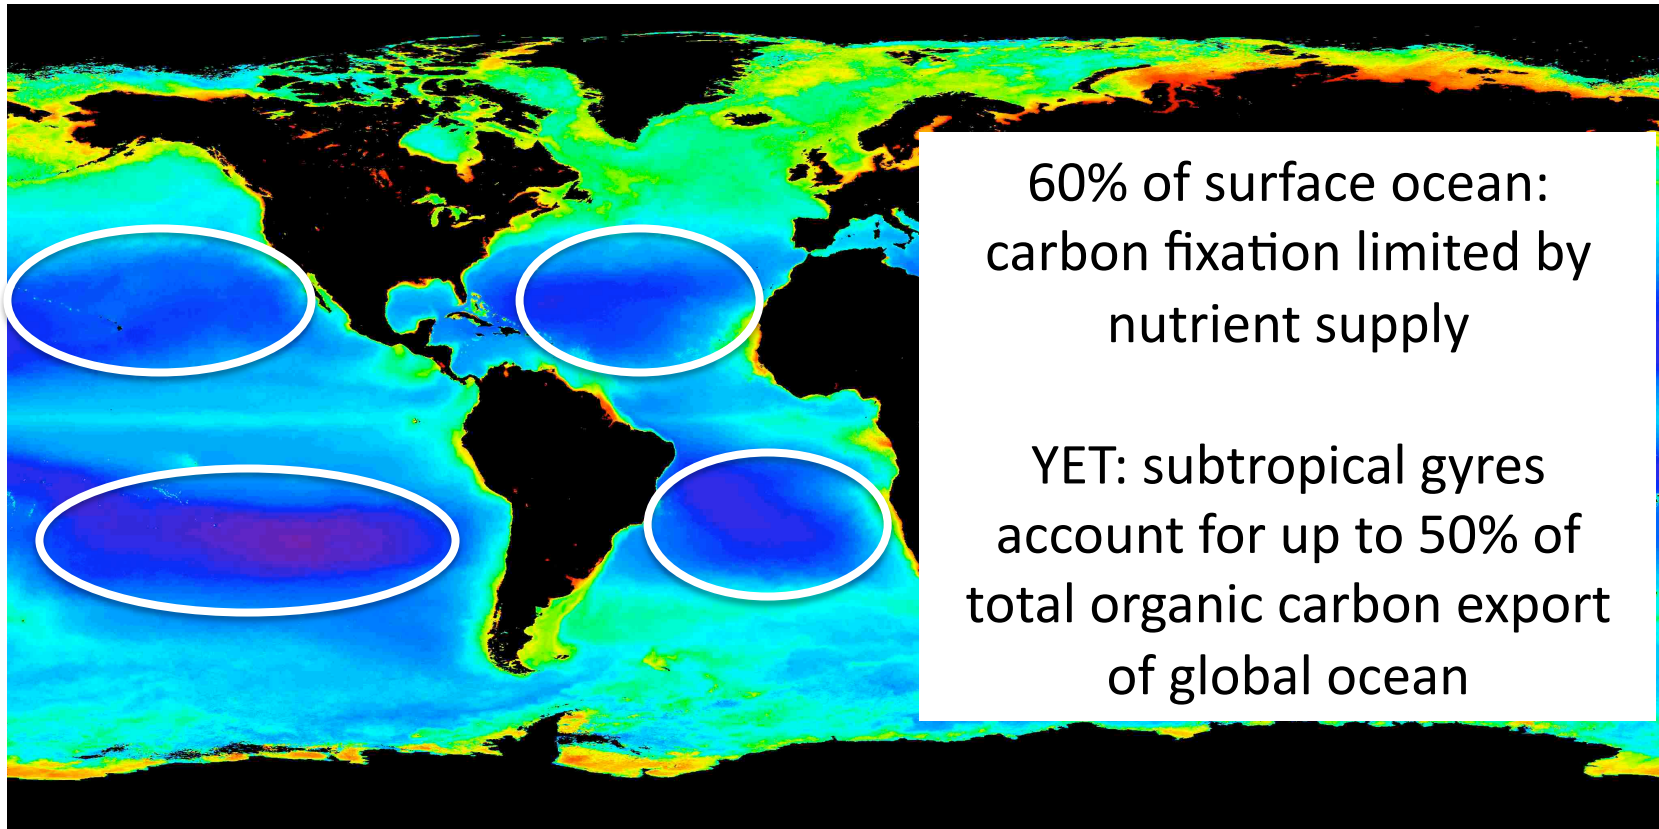 60% of surface ocean:
carbon fixation limited by
nutrient supply
YET: subtropical gyres
account for up to 50% of
total organic carbon export
of global ocean